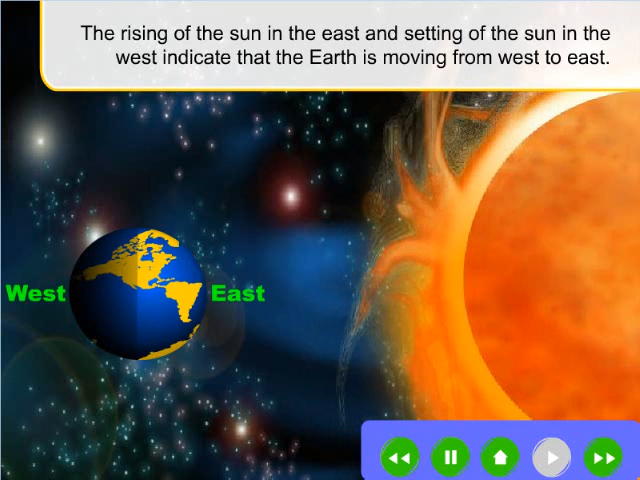 The rising of the sun in the east and setting of the sun in the
west indicate that the Earth is moving from west to east.
West
East